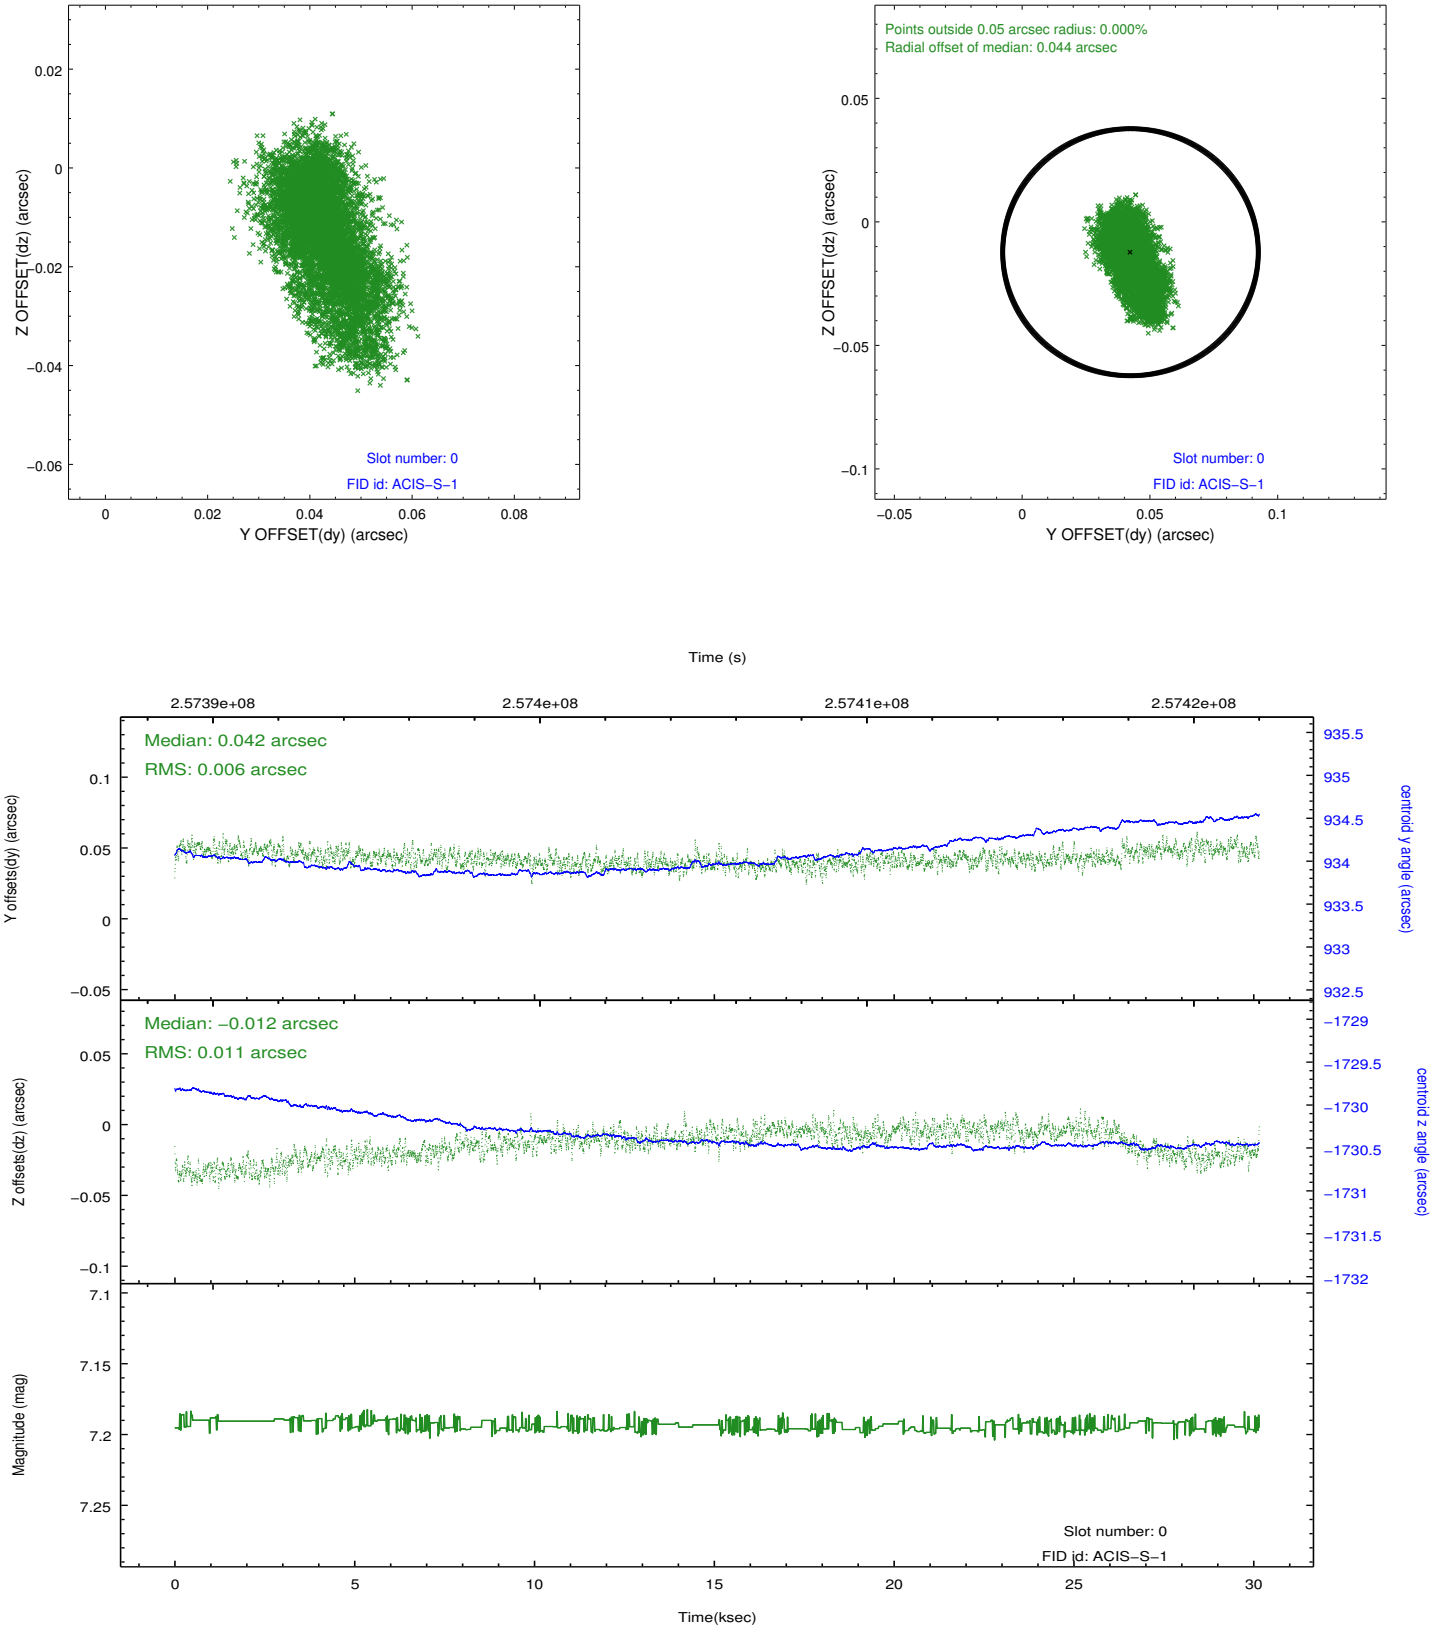 0.02
0
−0.02
−0.04
−0.06
Z OFFSET(dz) (arcsec)
Slot number: 0
FID id: ACIS−S−1
0
0.02
0.04
0.06
0.08
Y OFFSET(dy) (arcsec)
Points outside 0.05 arcsec radius: 0.000%
Radial offset of median: 0.044 arcsec
0.05
0
−0.05
−0.1
Z OFFSET(dz) (arcsec)
Slot number: 0
FID id: ACIS−S−1
−0.05
0
0.05
0.1
Y OFFSET(dy) (arcsec)
Time (s)
2.5739e+08
2.574e+08
2.5741e+08
2.5742e+08
Median: 0.042 arcsec
RMS: 0.006 arcsec
0.1
0.05
0
−0.05
Y offsets(dy) (arcsec)
935.5
935
934.5
934
933.5
933
932.5
centroid y angle (arcsec)
Median: −0.012 arcsec
RMS: 0.011 arcsec
0.05
0
−0.05
−0.1
Z offsets(dz) (arcsec)
−1729
−1729.5
−1730
−1730.5
−1731
−1731.5
−1732
centroid z angle (arcsec)
7.1
7.15
7.2
7.25
Magnitude (mag)
Slot number: 0
FID id: ACIS−S−1
0
5
10
15
20
25
30
Time(ksec)